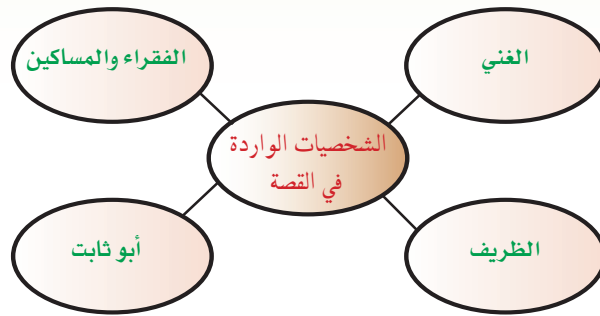 الغني
الفقراء والمساكين
الشخصيات الواردة
في القصة
الظريف
أبو ثابت